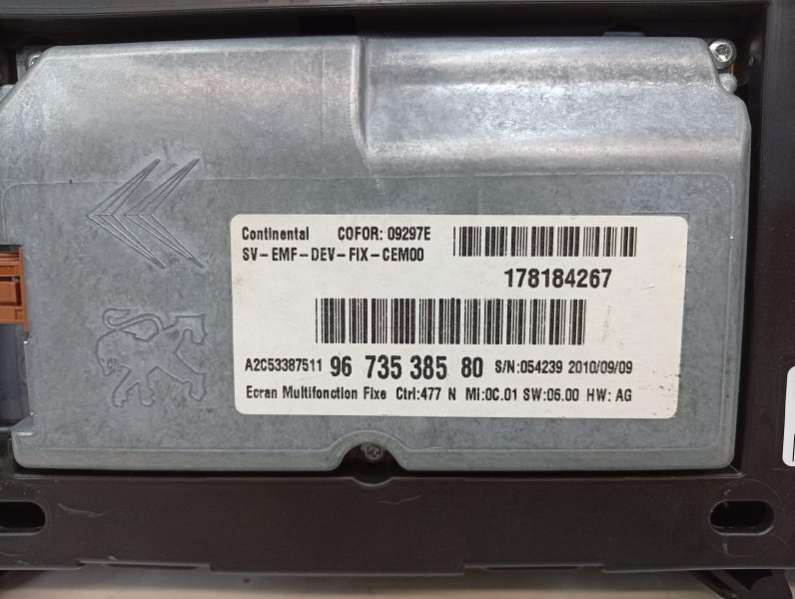 Continental COFOR: 09297E
SV-EMF-DEV-FIX-CEM00
178184267
A2C53387511 96 735 385 80 S/N:054239 2010/09/09
Ecran Multifonction Fixe Ctrl:477 N MI:0C.01 SW:06.00 HW: AG